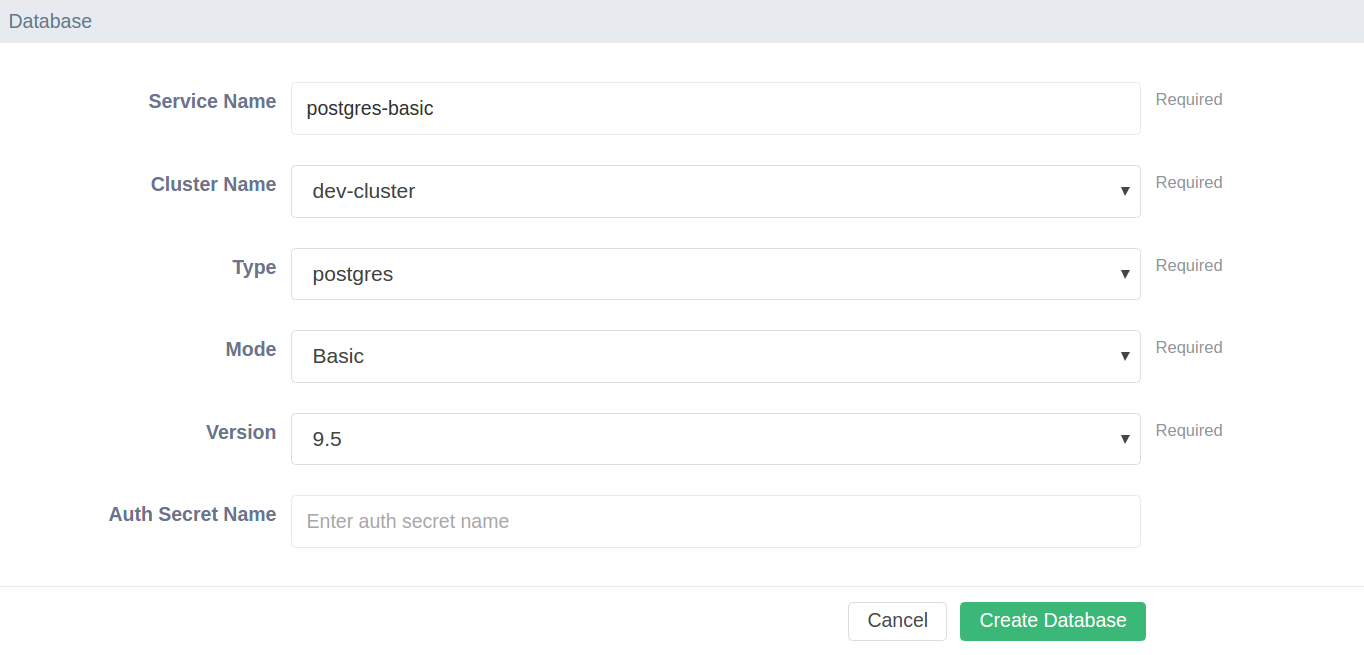 Database
Service Name postgres-basic Required
Cluster Name dev-cluster Required
Type postgres Required
Mode Basic Required
Version 9.5 Required
Auth Secret Name Enter auth secret name
Cancel Create Database